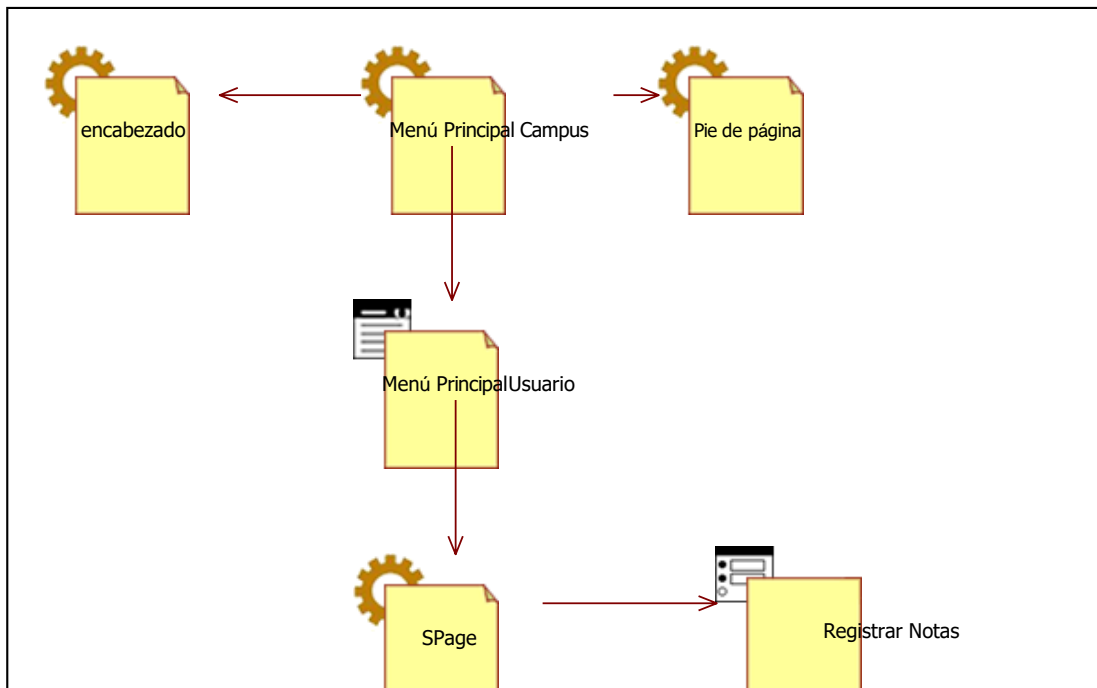 encabezado
Menú Principal Campus
Pie de página
Menú PrincipalUsuario
SPage
Registrar Notas